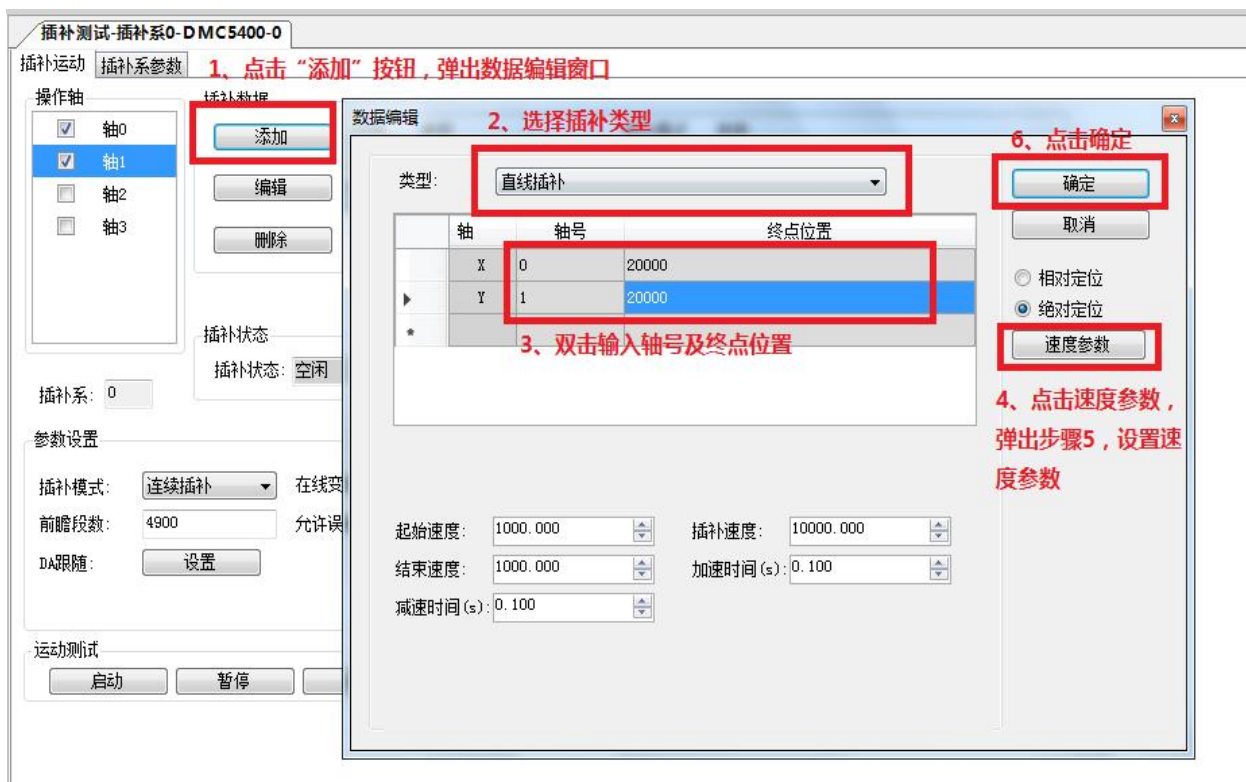 插补测试-插补系0-DMC5400-0
插补运动 插补系参数
1、点击“添加”按钮，弹出数据编辑窗口
操作轴
轴0
轴1
轴2
轴3
插补数据
添加
编辑
删除
插补状态
插补状态: 空闲
插补系: 0
参数设置
插补模式: 连续插补 在线变
前瞻段数: 4900 允许误
DA跟随: 设置
运动测试
启动 暂停
数据编辑
2、选择插补类型
类型: 直线插补
轴 轴号 终点位置
X 0 20000
Y 1 20000
*
3、双击输入轴号及终点位置
6、点击确定
确定
取消
相对定位
绝对定位
速度参数
4、点击速度参数，
弹出步骤5，设置速
度参数
起始速度: 1000.000 插补速度: 10000.000
结束速度: 1000.000 加速时间(s): 0.100
减速时间(s): 0.100